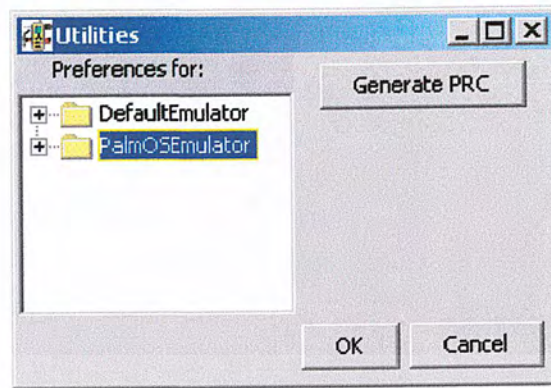 Utilities
Preferences for:
Generate PRC
DefaultEmulator
PalmOSEmulator
OK
Cancel